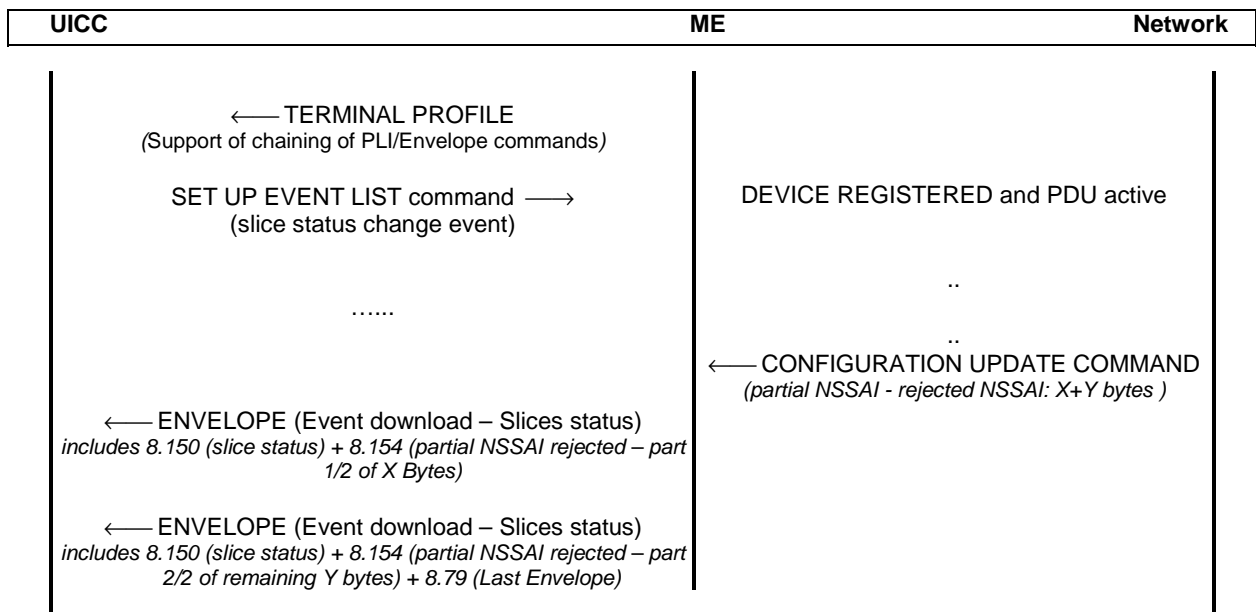 UICC ME Network
←── TERMINAL PROFILE
(Support of chaining of PLI/Envelope commands)
SET UP EVENT LIST command ──→
(slice status change event)
DEVICE REGISTERED and PDU active
..
…...
..
←── CONFIGURATION UPDATE COMMAND
(partial NSSAI - rejected NSSAI: X+Y bytes )
←── ENVELOPE (Event download – Slices status)
includes 8.150 (slice status) + 8.154 (partial NSSAI rejected – part
1/2 of X Bytes)
←── ENVELOPE (Event download – Slices status)
includes 8.150 (slice status) + 8.154 (partial NSSAI rejected – part
2/2 of remaining Y bytes) + 8.79 (Last Envelope)